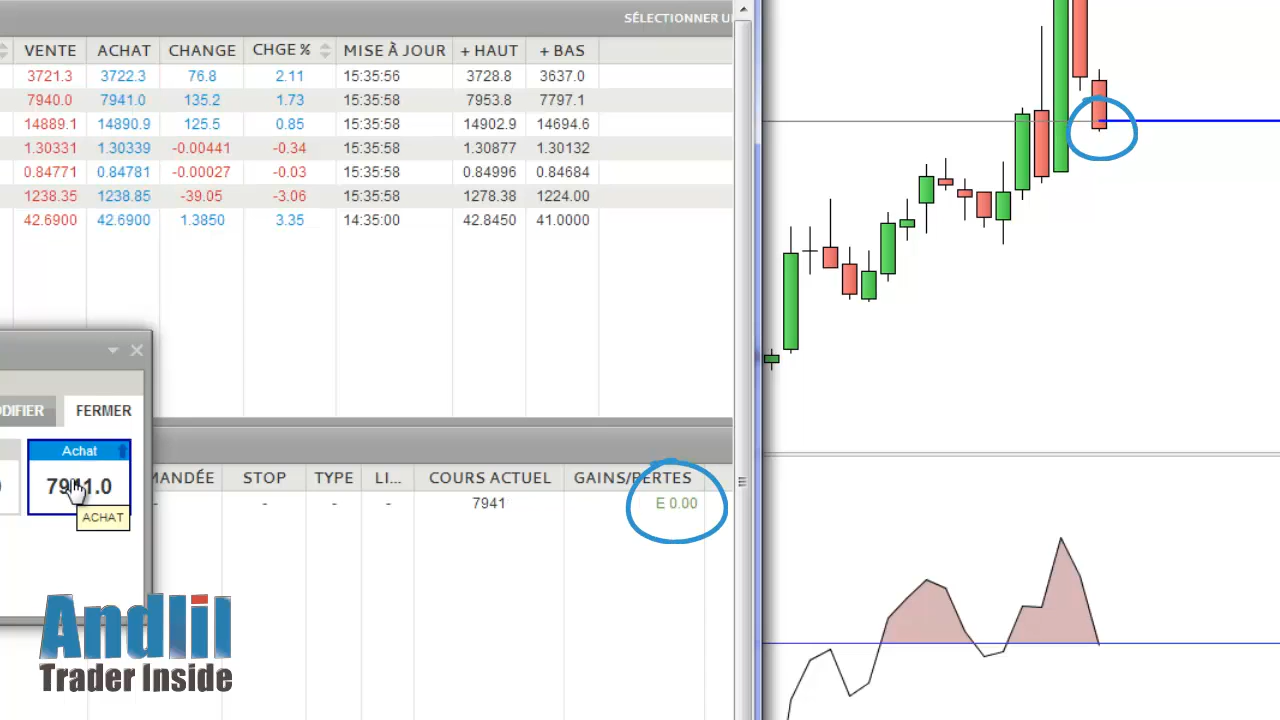 SÉLECTIONNER U
VENTE ACHAT CHANGE CHGE % MISE À JOUR + HAUT + BAS
3721.3 3722.3 76.8 2.11 15:35:56 3728.8 3637.0
7940.0 7941.0 135.2 1.73 15:35:58 7953.8 7797.1
14889.1 14890.9 125.5 0.85 15:35:58 14902.9 14694.6
1.30331 1.30339 -0.00441 -0.34 15:35:58 1.30877 1.30132
0.84771 0.84781 -0.00027 -0.03 15:35:58 0.84996 0.84684
1238.35 1238.85 -39.05 -3.06 15:35:58 1278.38 1224.00
42.6900 42.6900 1.3850 3.35 14:35:00 42.8450 41.0000
DIFIER FERMER
Achat
7941.0
ACHAT
MANDÉE STOP TYPE LI... COURS ACTUEL GAINS/PERTES
- - - - 7941 E 0.00
Andlil
Trader Inside